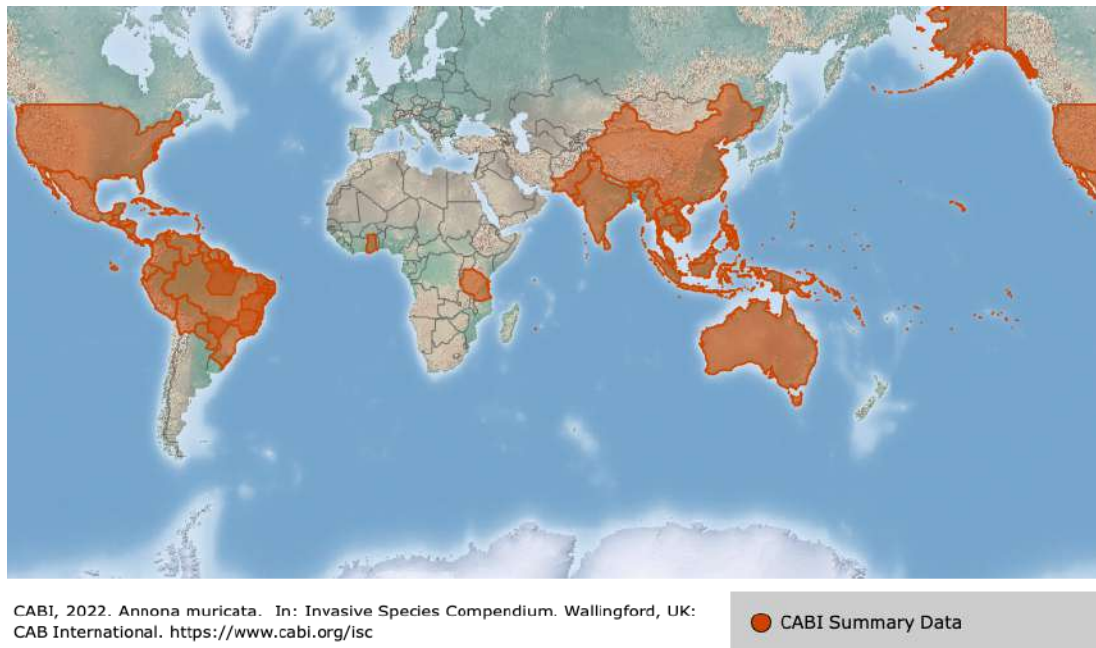 CABI, 2022. Annona muricata. In: Invasive Species Compendium. Wallingford, UK:
CAB International. https://www.cabi.org/isc
CABI Summary Data